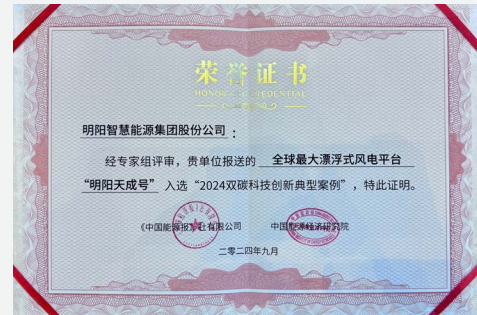 荣誉证书
HONORARY CREDENTIAL
明阳智慧能源集团股份公司：
经专家组评审，贵单位报送的 全球最大漂浮式风电平台
“明阳天成号” 入选“2024双碳科技创新典型案例”，特此证明。
《中国能源报》社有限公司 中国能源经济研究院
二零二四年九月